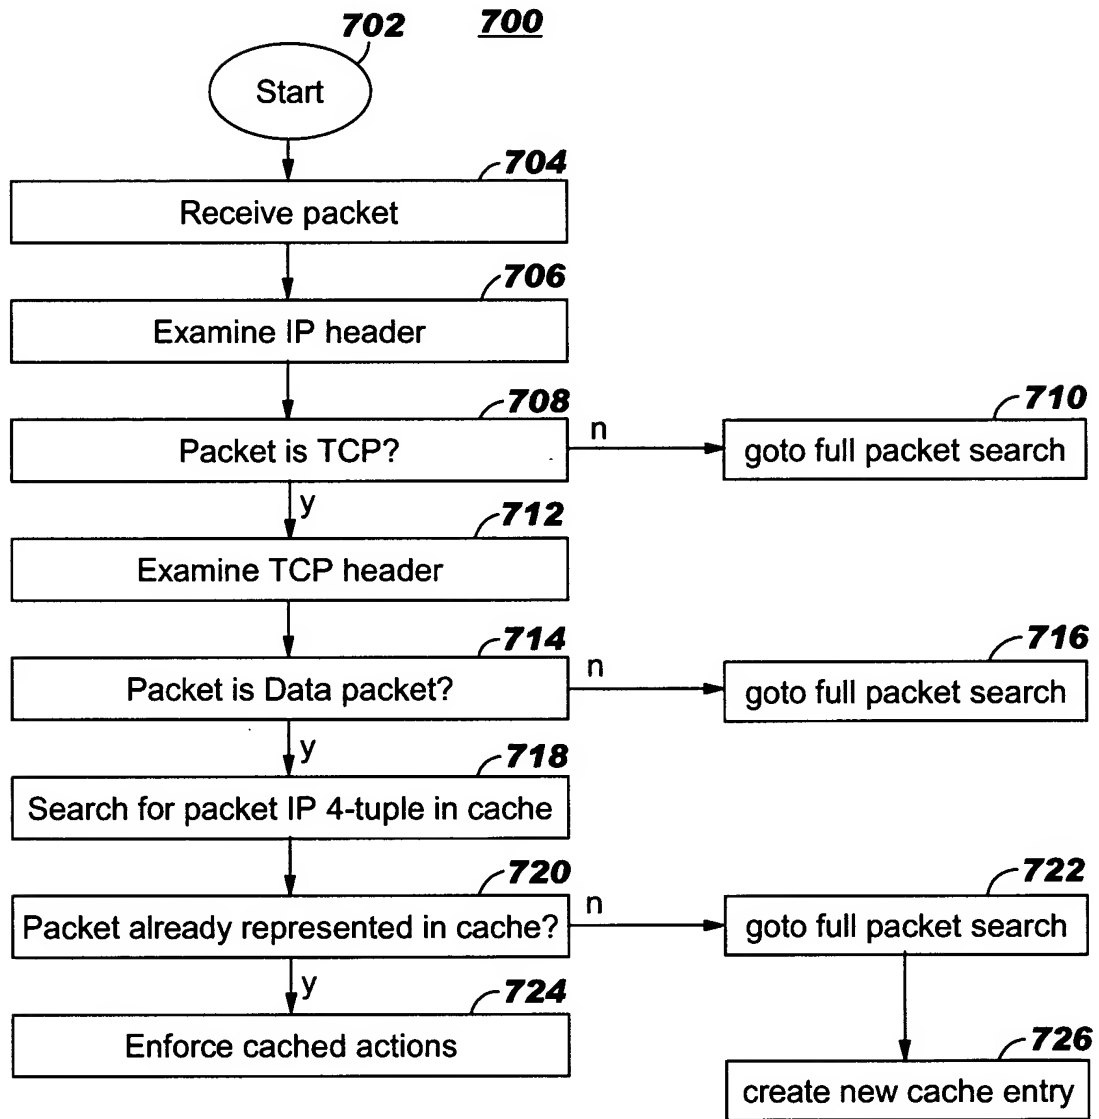 702
700
Start
704
Receive packet
706
Examine IP header
708
710
Packet is TCP?
n
goto full packet search
y
712
Examine TCP header
714
716
Packet is Data packet?
n
goto full packet search
y
718
Search for packet IP 4-tuple in cache
720
722
Packet already represented in cache?
n
goto full packet search
y
724
Enforce cached actions
726
create new cache entry